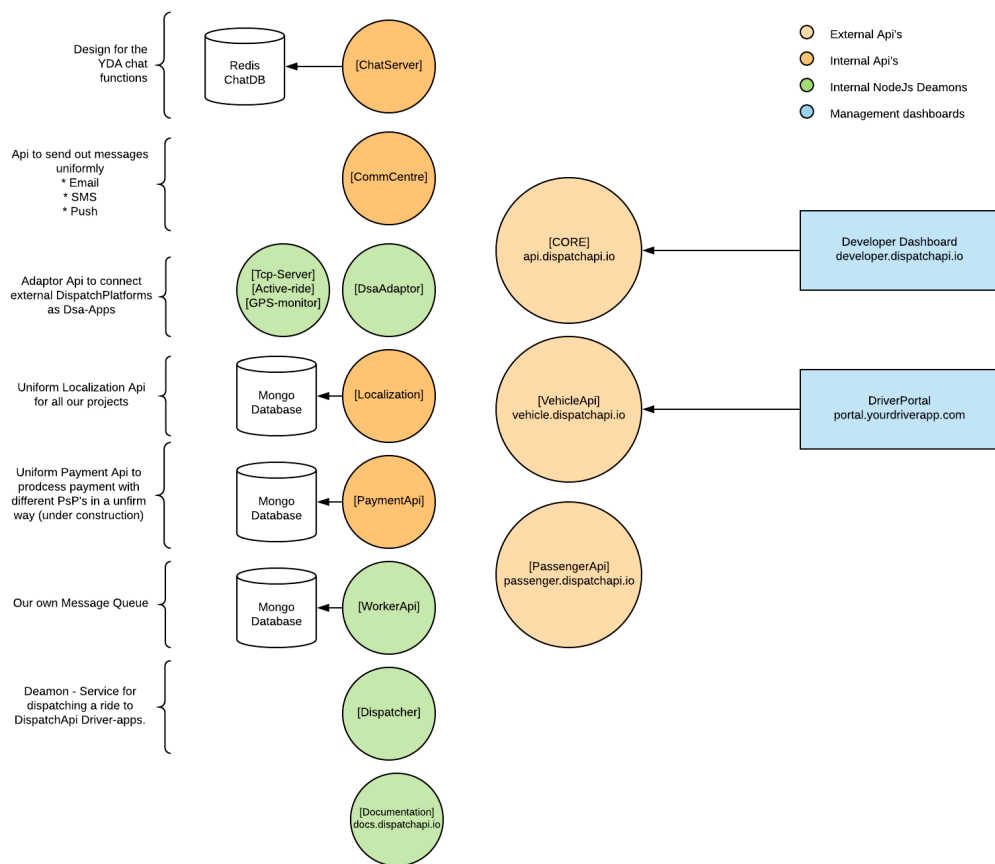 Design for the
YDA chat
functions
Redis
ChatDB
[ChatServer]
External Api's
Internal Api's
Internal NodeJs Deamons
Management dashboards
Api to send out messages
uniformly
* Email
* SMS
* Push
[CommCentre]
[CORE]
api.dispatchapi.io
Developer Dashboard
developer.dispatchapi.io
Adaptor Api to connect
external DispatchPlatforms
as Dsa-Apps
[Tcp-Server]
[Active-ride]
[GPS-monitor]
[DsaAdaptor]
Uniform Localization Api
for all our projects
Mongo
Database
[Localization]
[VehicleApi]
vehicle.dispatchapi.io
DriverPortal
portal.yourdriverapp.com
Uniform Payment Api to
prodcess payment with
different PsP's in a unfirm
way (under construction)
Mongo
Database
[PaymentApi]
[PassengerApi]
passenger.dispatchapi.io
Our own Message Queue
Mongo
Database
[WorkerApi]
Deamon - Service for
dispatching a ride to
DispatchApi Driver-apps.
[Dispatcher]
[Documentation]
docs.dispatchapi.io